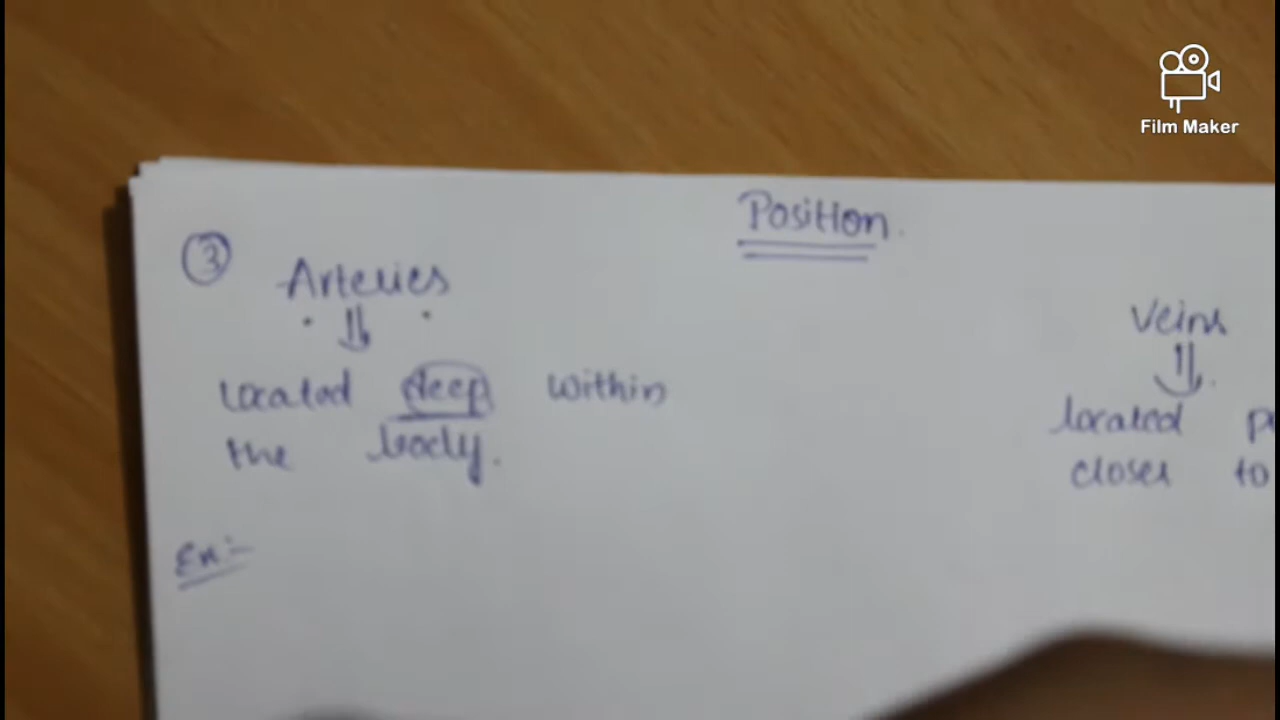 Film Maker
Position.
③
Arteries
Located deep within
the body.
Ex:-
Veins
located
closer to